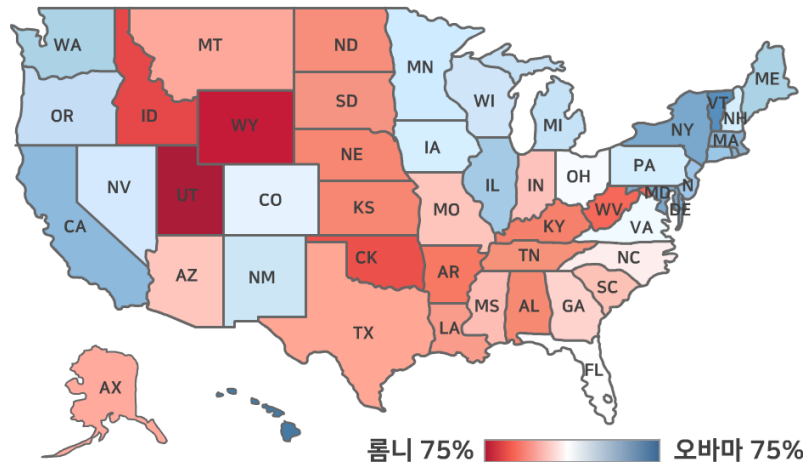 WA
MT
ND
MN
ME
VT
NH
OR
ID
SD
WI
MI
NY
MA
WY
NE
IA
PA
NV
UT
CO
IL
IN
OH
N
MD
DE
CA
KS
MO
KY
WV
VA
AZ
NM
CK
AR
TN
NC
SC
TX
LA
MS
AL
GA
FL
AX
롬니 75%
오바마 75%